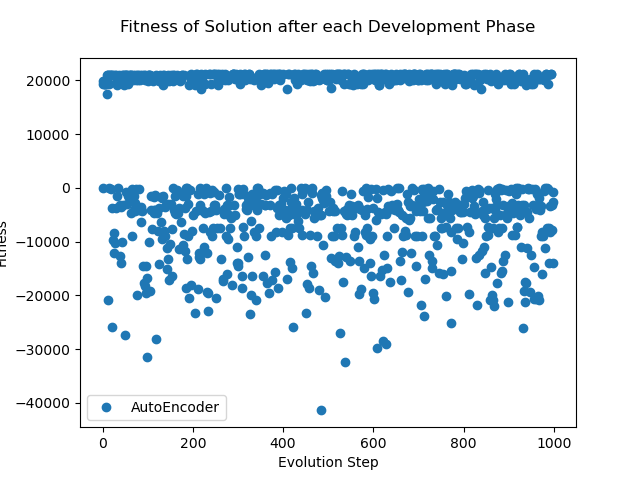 Fitness of Solution after each Development Phase
20000
10000
0
−10000
−20000
−30000
−40000
Fitness
AutoEncoder
0 200 400 600 800 1000
Evolution Step